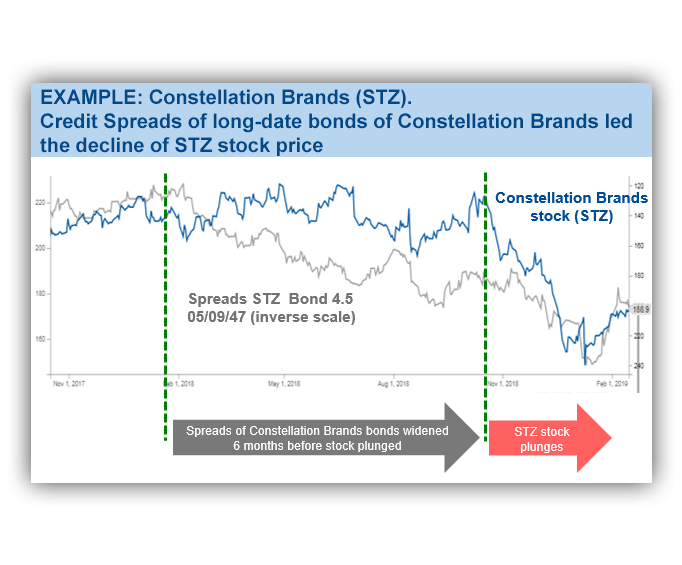 EXAMPLE: Constellation Brands (STZ).
Credit Spreads of long-date bonds of Constellation Brands led
the decline of STZ stock price
Constellation Brands
stock (STZ)
220
200
180
160
120
140
160
180
188.9
220
240
Spreads STZ Bond 4.5
05/09/47 (inverse scale)
Nov 1, 2017
eb 1, 2018
May 1, 2018
Aug 1, 2018
Nov 1, 2018
Feb 1, 2019
Spreads of Constellation Brands bonds widened
6 months before stock plunged
STZ stock
plunges